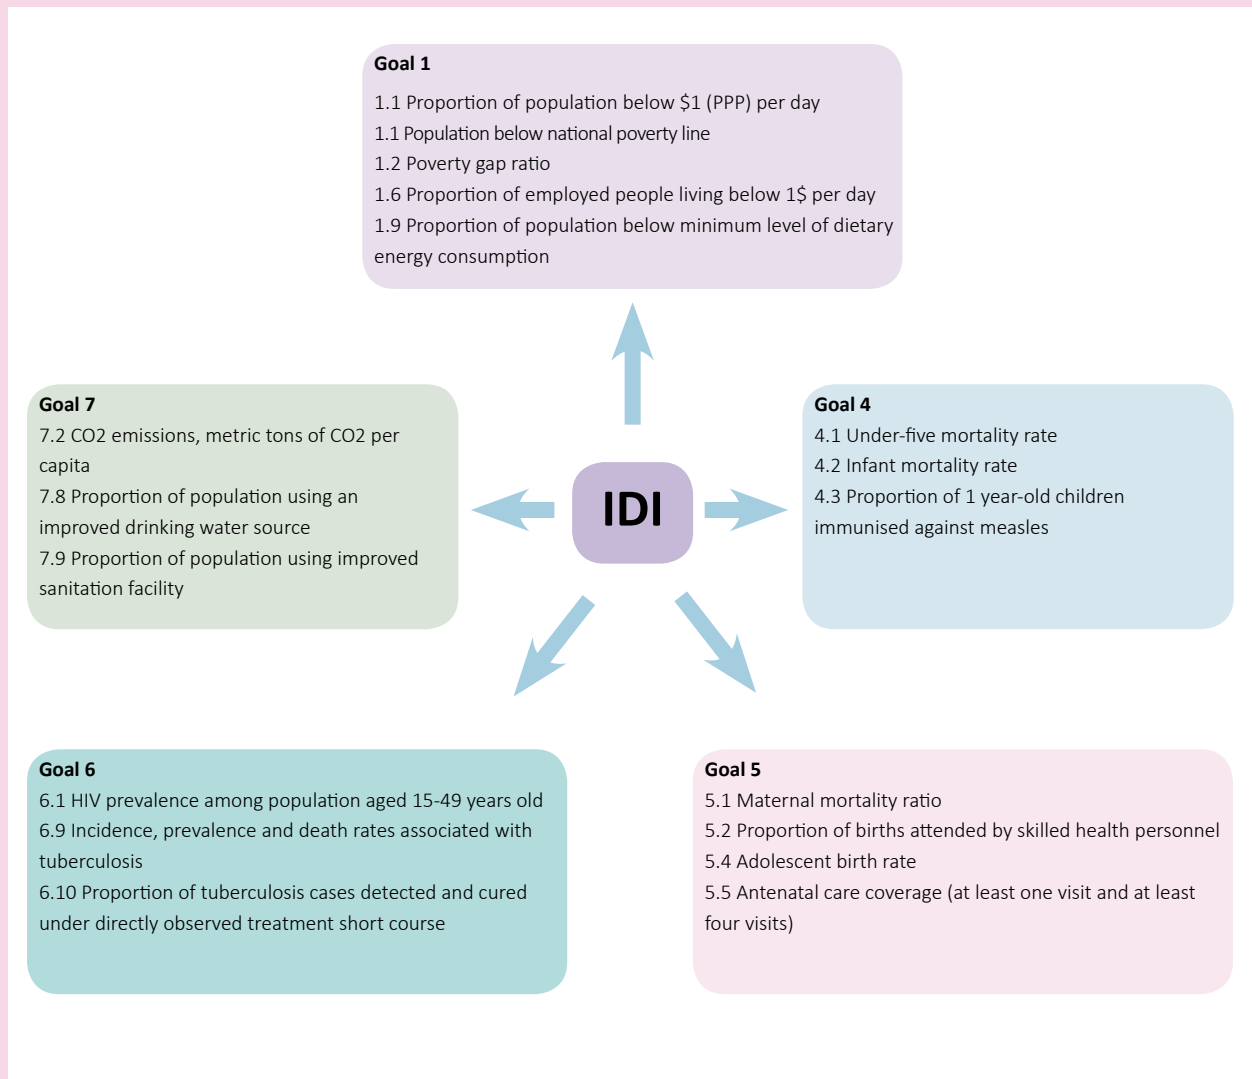 Goal 1
1.1 Proportion of population below $1 (PPP) per day
1.1 Population below national poverty line
1.2 Poverty gap ratio
1.6 Proportion of employed people living below 1$ per day
1.9 Proportion of population below minimum level of dietary
energy consumption
Goal 7
7.2 CO2 emissions, metric tons of CO2 per
capita
7.8 Proportion of population using an
improved drinking water source
7.9 Proportion of population using improved
sanitation facility
IDI
Goal 4
4.1 Under-five mortality rate
4.2 Infant mortality rate
4.3 Proportion of 1 year-old children
immunised against measles
Goal 6
6.1 HIV prevalence among population aged 15-49 years old
6.9 Incidence, prevalence and death rates associated with
tuberculosis
6.10 Proportion of tuberculosis cases detected and cured
under directly observed treatment short course
Goal 5
5.1 Maternal mortality ratio
5.2 Proportion of births attended by skilled health personnel
5.4 Adolescent birth rate
5.5 Antenatal care coverage (at least one visit and at least
four visits)